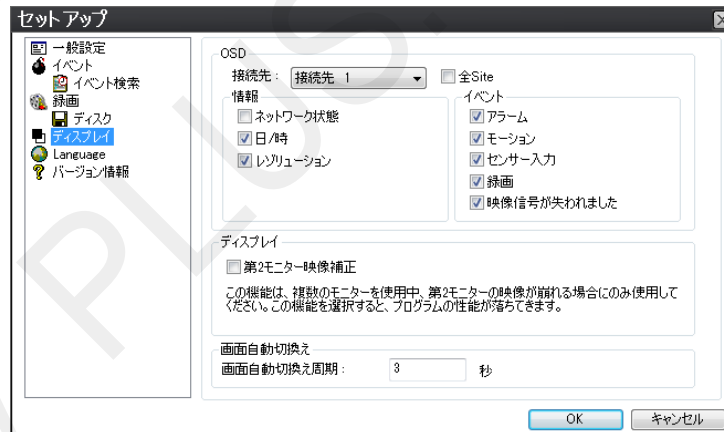 セットアップ
一般設定
イベント
イベント検索
録画
ディスク
ディスプレイ
Language
バージョン情報
OSD
接続先：
接続先 1
全Site
情報
ネットワーク状態
日/時
レゾリューション
イベント
アラーム
モーション
センサー入力
録画
映像信号が失われました
ディスプレイ
第2モニター映像補正
この機能は、複数のモニターを使用中、第2モニターの映像が崩れる場合にのみ使用して
ください。この機能を選択すると、プログラムの性能が落ちてきます。
画面自動切換え
画面自動切換え周期：
3
秒
OK
キャンセル
PLUS.